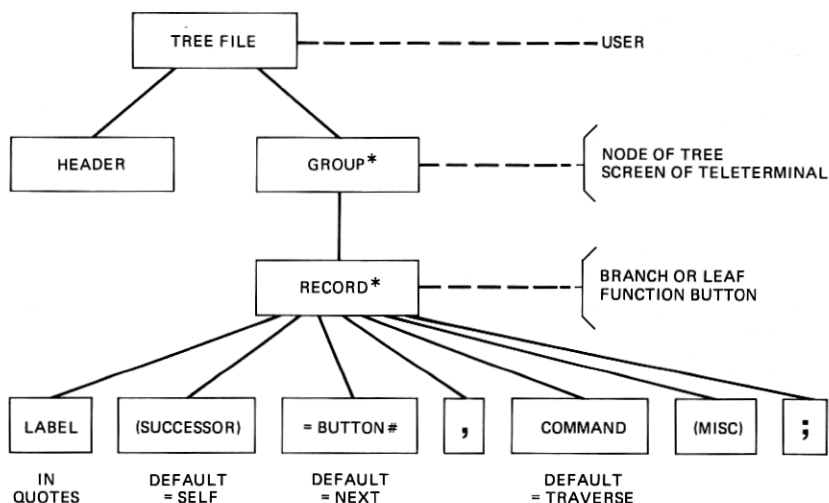 TREE FILE
USER
HEADER
GROUP*
NODE OF TREE
SCREEN OF TELETERMINAL
RECORD*
BRANCH OR LEAF
FUNCTION BUTTON
LABEL
(SUCCESSOR)
= BUTTON#
,
COMMAND
(MISC)
;
IN
QUOTES
DEFAULT
= SELF
DEFAULT
= NEXT
DEFAULT
= TRAVERSE